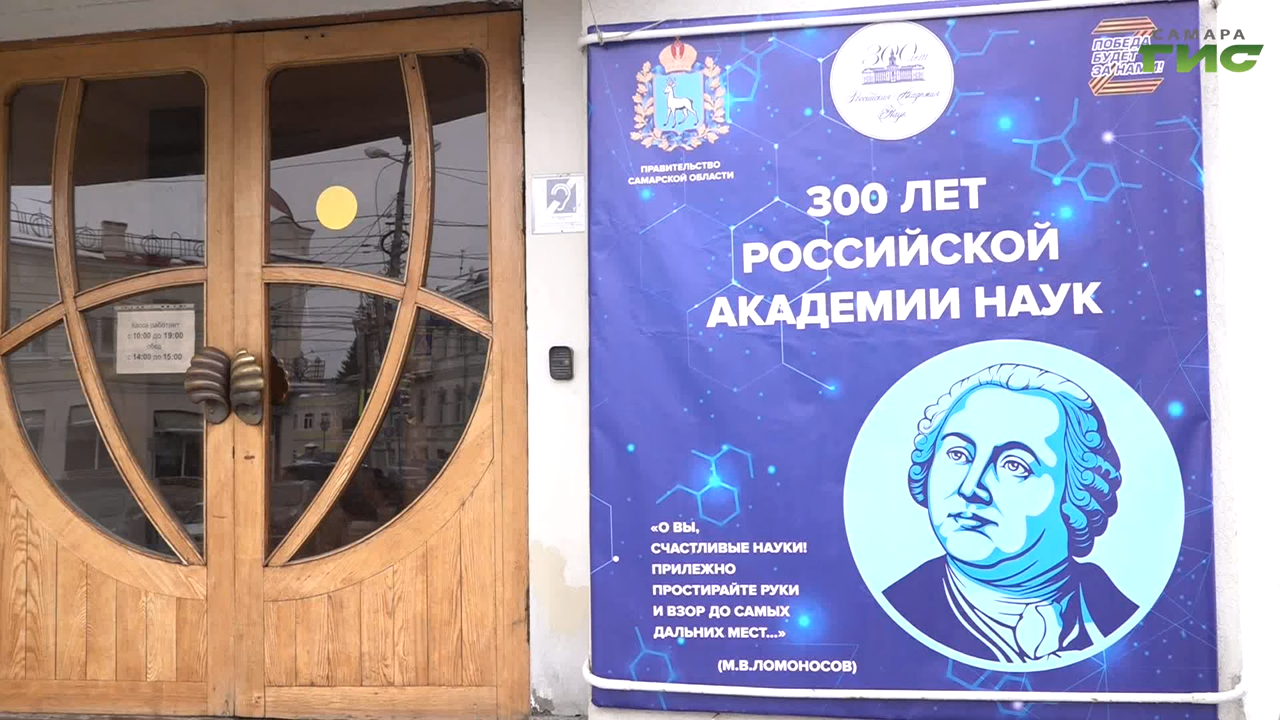 Касса работает
с 10:00 до 19:00
обед
с 14:00 до 15:00
ПРАВИТЕЛЬСТВО
САМАРСКОЙ ОБЛАСТИ
300 лет
Российская Академия
Наук
ПОБЕДА
БУДЕТ
ЗА НАМИ!
САМАРА
ГИС
300 ЛЕТ
РОССИЙСКОЙ
АКАДЕМИИ НАУК
«О ВЫ,
СЧАСТЛИВЫЕ НАУКИ!
ПРИЛЕЖНО
ПРОСТИРАЙТЕ РУКИ
И ВЗОР ДО САМЫХ
ДАЛЬНИХ МЕСТ...»
(М.В.ЛОМОНОСОВ)